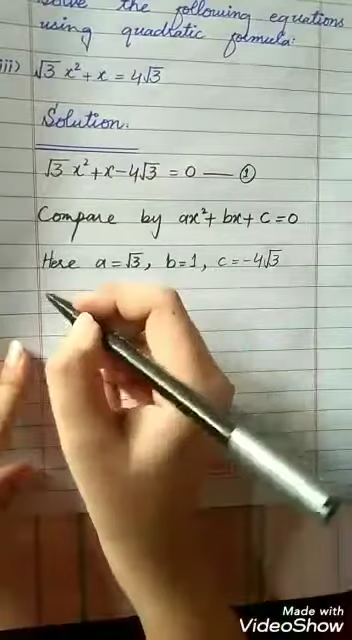 Solve the following equations
using quadratic formula:
iii) √3 x² + x = 4√3
Solution.
√3 x² + x - 4√3 = 0 — ①
Compare by ax² + bx + c = 0
Here a = √3, b = 1, c = -4√3
Made with
VideoShow